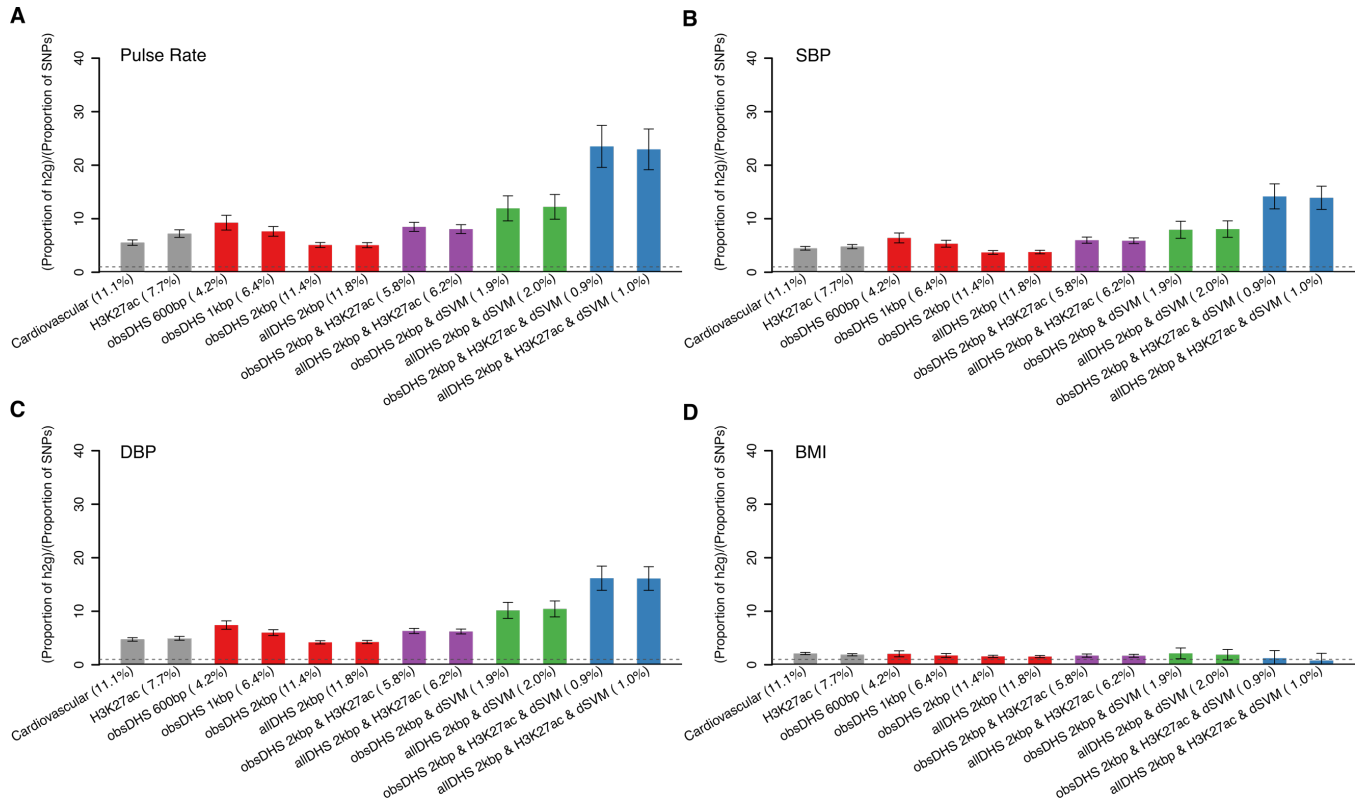 A
Pulse Rate
(Proportion of h2g)/(Proportion of SNPs)
40
30
20
10
0
Cardiovascular (11.1%)
H3K27ac ( 7.7%)
obsDHS 600bp ( 4.2%)
obsDHS 1kbp ( 6.4%)
obsDHS 2kbp (11.4%)
allDHS 2kbp (11.8%)
obsDHS 2kbp & H3K27ac ( 5.8%)
allDHS 2kbp & H3K27ac ( 6.2%)
obsDHS 2kbp & dSVM ( 1.9%)
allDHS 2kbp & dSVM ( 2.0%)
obsDHS 2kbp & H3K27ac & dSVM ( 0.9%)
allDHS 2kbp & H3K27ac & dSVM ( 1.0%)
B
SBP
(Proportion of h2g)/(Proportion of SNPs)
40
30
20
10
0
Cardiovascular (11.1%)
H3K27ac ( 7.7%)
obsDHS 600bp ( 4.2%)
obsDHS 1kbp ( 6.4%)
obsDHS 2kbp (11.4%)
allDHS 2kbp (11.8%)
obsDHS 2kbp & H3K27ac ( 5.8%)
allDHS 2kbp & H3K27ac ( 6.2%)
obsDHS 2kbp & dSVM ( 1.9%)
allDHS 2kbp & dSVM ( 2.0%)
obsDHS 2kbp & H3K27ac & dSVM ( 0.9%)
allDHS 2kbp & H3K27ac & dSVM ( 1.0%)
C
DBP
(Proportion of h2g)/(Proportion of SNPs)
40
30
20
10
0
Cardiovascular (11.1%)
H3K27ac ( 7.7%)
obsDHS 600bp ( 4.2%)
obsDHS 1kbp ( 6.4%)
obsDHS 2kbp (11.4%)
allDHS 2kbp (11.8%)
obsDHS 2kbp & H3K27ac ( 5.8%)
allDHS 2kbp & H3K27ac ( 6.2%)
obsDHS 2kbp & dSVM ( 1.9%)
allDHS 2kbp & dSVM ( 2.0%)
obsDHS 2kbp & H3K27ac & dSVM ( 0.9%)
allDHS 2kbp & H3K27ac & dSVM ( 1.0%)
D
BMI
(Proportion of h2g)/(Proportion of SNPs)
40
30
20
10
0
Cardiovascular (11.1%)
H3K27ac ( 7.7%)
obsDHS 600bp ( 4.2%)
obsDHS 1kbp ( 6.4%)
obsDHS 2kbp (11.4%)
allDHS 2kbp (11.8%)
obsDHS 2kbp & H3K27ac ( 5.8%)
allDHS 2kbp & H3K27ac ( 6.2%)
obsDHS 2kbp & dSVM ( 1.9%)
allDHS 2kbp & dSVM ( 2.0%)
obsDHS 2kbp & H3K27ac & dSVM ( 0.9%)
allDHS 2kbp & H3K27ac & dSVM ( 1.0%)